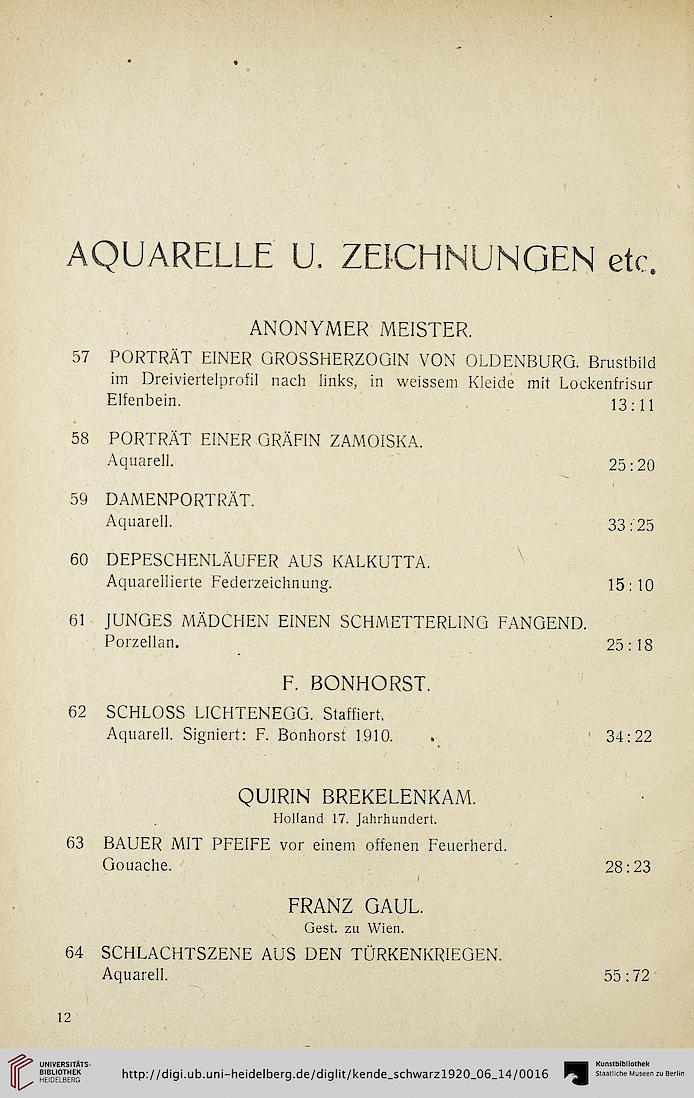 AQUARELLE U. ZEICHNUNGEN etc.
ANONYMER MEISTER.
57 PORTRÄT EINER GROSSHERZOGIN VON OLDENBURG. Brustbild
im Dreiviertelprofil nach links, in weissem Kleide mit Lockenfrisur
Elfenbein. 13:11
58 PORTRÄT EINER GRÄFIN ZAMOISKA.
Aquarell. 25:20
59 DAMENPORTRÄT.
Aquarell. 33:25
60 DEPESCHENLÄUFER AUS KALKUTTA.
Aquarellierte Federzeichnung. 15:10
61 JUNGES MÄDCHEN EINEN SCHMETTERLING FANGEND.
Porzellan. 25:18
F. BONHORST.
62 SCHLOSS LICHTENEGG. Staffiert.
Aquarell. Signiert: F. Bonhorst 1910. 34:22
QUIRIN BREKELENKAM.
Holland 17. Jahrhundert.
63 BAUER MIT PFEIFE vor einem offenen Feuerherd.
Gouache. 28:23
FRANZ GAUL.
Gest. zu Wien.
64 SCHLACHTSZENE AUS DEN TÜRKENKRIEGEN.
Aquarell. 55:72
12
UNIVERSITÄTS-
BIBLIOTHEK
HEIDELBERG
http://digi.ub.uni-heidelberg.de/diglit/kende_schwarz1920_06_14/0016
Kunstbibliothek
Staatliche Museen zu Berlin